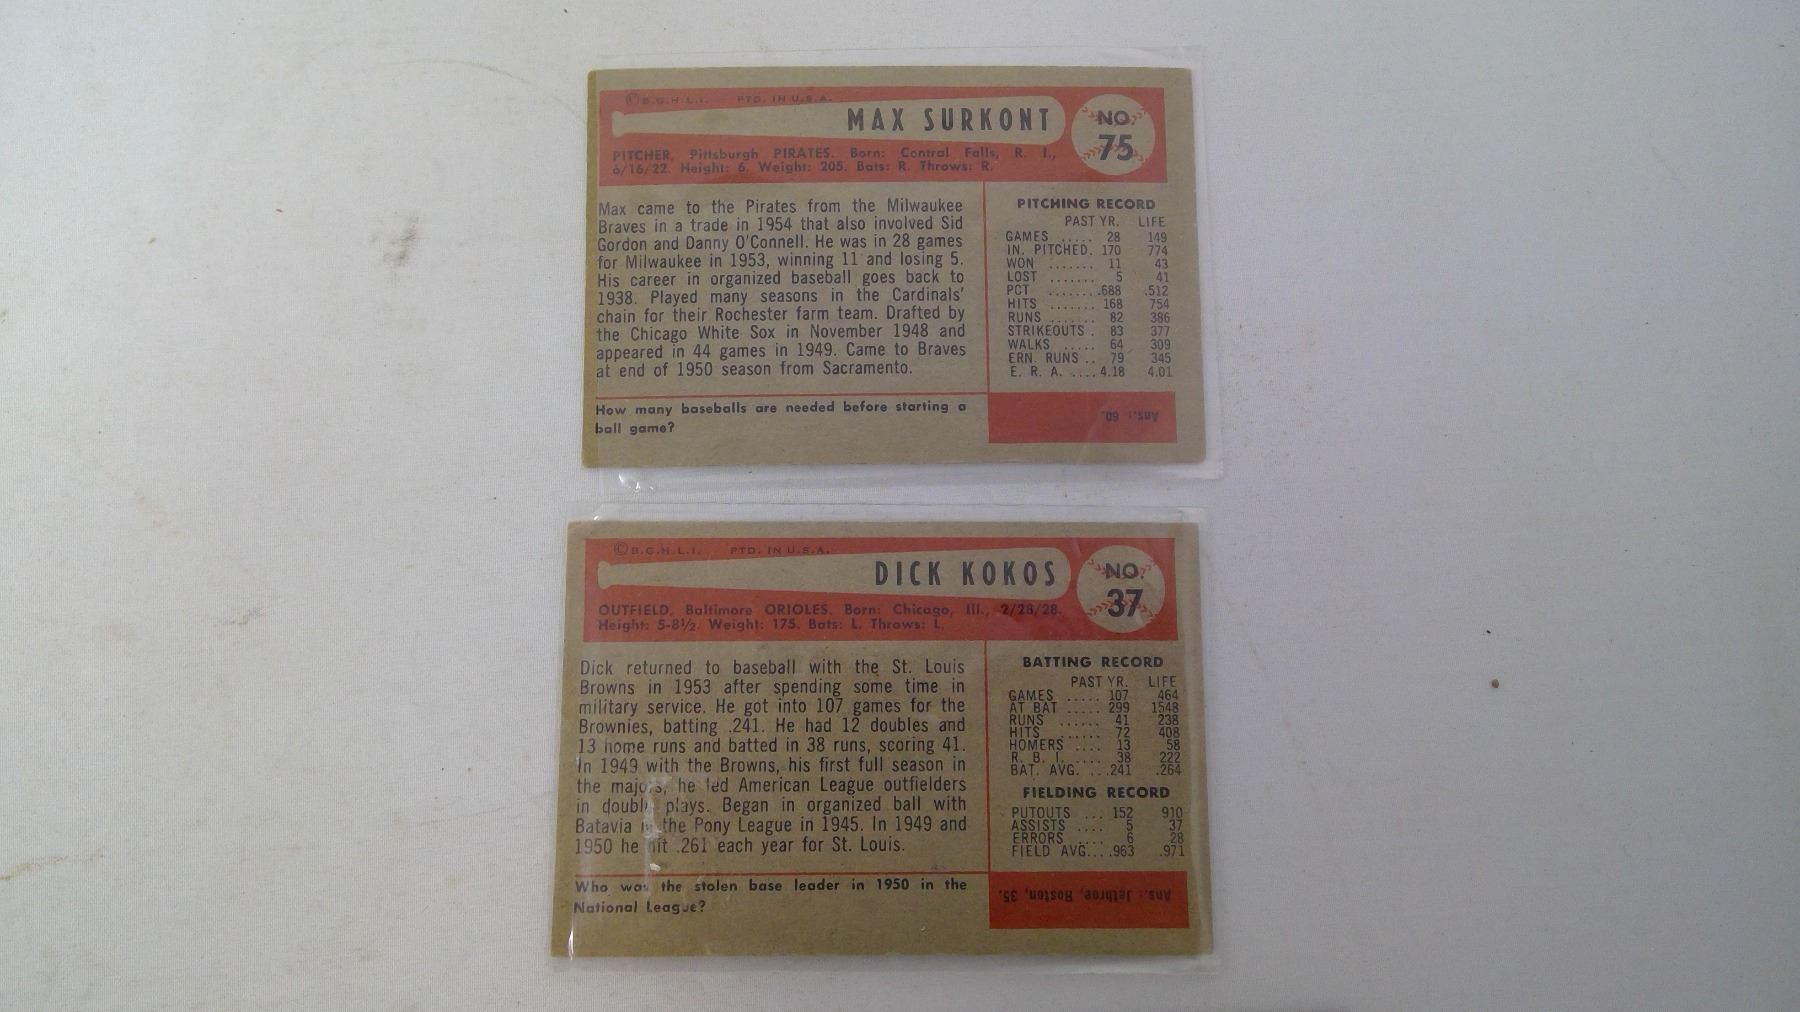 ©B.G.H.L.I. PTD. IN U.S.A.
MAX SURKONT
NO.
75
PITCHER, Pittsburgh PIRATES. Born: Central Falls, R. I.,
6/16/22. Height: 6. Weight: 205. Bats: R. Throws: R.
Max came to the Pirates from the Milwaukee
Braves in a trade in 1954 that also involved Sid
Gordon and Danny O'Connell. He was in 28 games
for Milwaukee in 1953, winning 11 and losing 5.
His career in organized baseball goes back to
1938. Played many seasons in the Cardinals'
chain for their Rochester farm team. Drafted by
the Chicago White Sox in November 1948 and
appeared in 44 games in 1949. Came to Braves
at end of 1950 season from Sacramento.
PITCHING RECORD
PAST YR. LIFE
GAMES ..... 28 149
IN. PITCHED. 170 774
WON ....... 11 43
LOST ....... 5 41
PCT ........688 .512
HITS ....... 168 754
RUNS ....... 82 386
STRIKEOUTS . 83 377
WALKS ..... 64 309
ERN. RUNS .. 79 345
E. R. A. .... 4.18 4.01
How many baseballs are needed before starting a
ball game?
Ans.: 60.
©B.G.H.L.I. PTD. IN U.S.A.
DICK KOKOS
NO.
37
OUTFIELD, Baltimore ORIOLES. Born: Chicago, Ill., 2/28/28.
Height: 5-8½. Weight: 175. Bats: L. Throws: L.
Dick returned to baseball with the St. Louis
Browns in 1953 after spending some time in
military service. He got into 107 games for the
Brownies, batting .241. He had 12 doubles and
13 home runs and batted in 38 runs, scoring 41.
In 1949 with the Browns, his first full season in
the majors, he led American League outfielders
in double plays. Began in organized ball with
Batavia in the Pony League in 1945. In 1949 and
1950 he hit .261 each year for St. Louis.
BATTING RECORD
PAST YR. LIFE
GAMES ..... 107 464
AT BAT ..... 299 1548
RUNS ...... 41 238
HITS ...... 72 408
HOMERS .... 13 58
R. B. I. .... 38 222
BAT. AVG. ...241 .264
FIELDING RECORD
PUTOUTS ... 152 910
ASSISTS .... 5 37
ERRORS .... 6 28
FIELD AVG....963 .971
Who was the stolen base leader in 1950 in the
National League?
Ans.: Jethroe, Boston, 35.